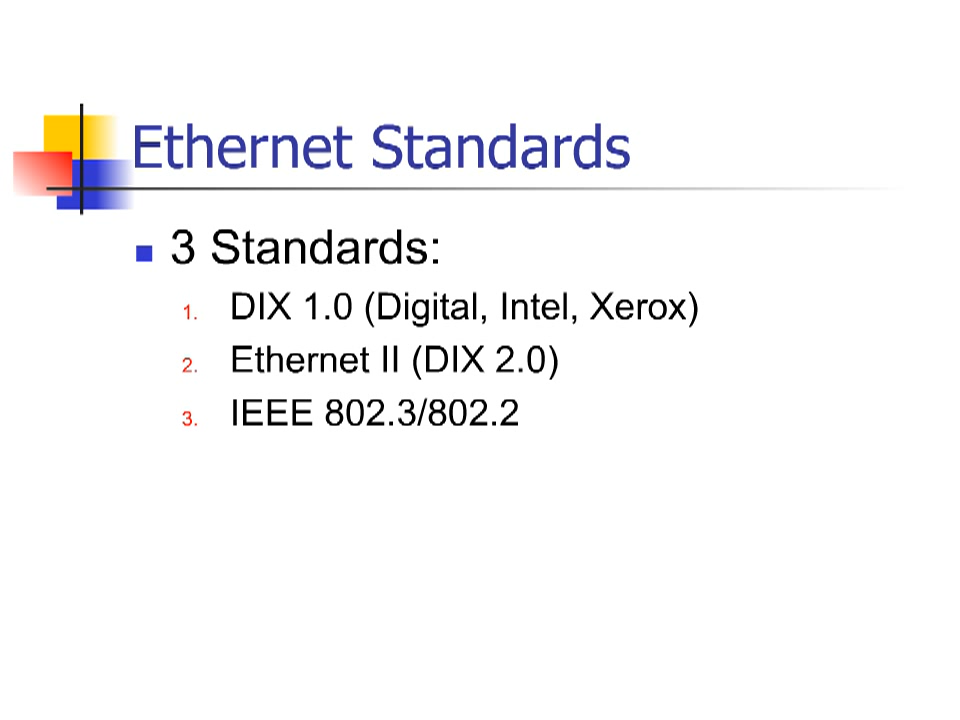 Ethernet Standards
3 Standards:
1. DIX 1.0 (Digital, Intel, Xerox)
2. Ethernet II (DIX 2.0)
3. IEEE 802.3/802.2